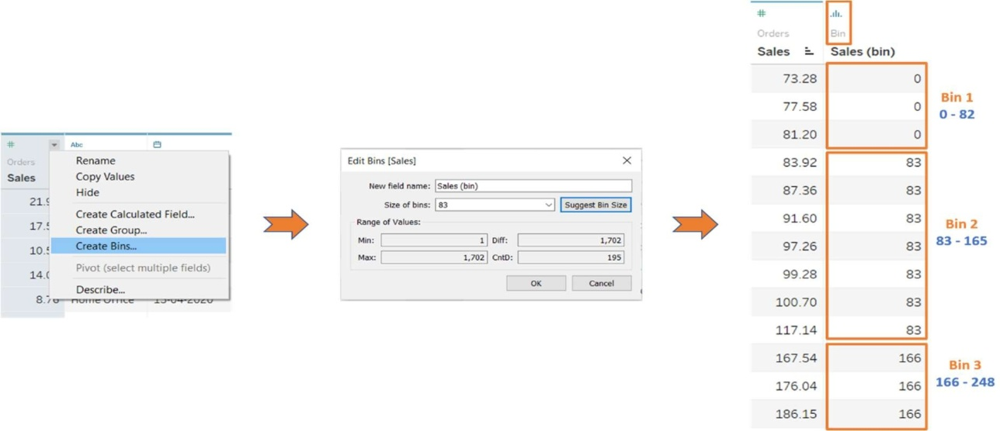 #
Abc
Orders
Sales
21.9
17.5
10.5
14.0
8.76 Home Office 13-04-2020
Rename
Copy Values
Hide
Create Calculated Field...
Create Group...
Create Bins...
Pivot (select multiple fields)
Describe...
Edit Bins [Sales]
New field name: Sales (bin)
Size of bins: 83 Suggest Bin Size
Range of Values:
Min: 1 Diff: 1,702
Max: 1,702 CntD: 195
OK Cancel
#
Orders Bin
Sales Sales (bin)
73.28 0
77.58 0
81.20 0
83.92 83
87.36 83
91.60 83
97.26 83
99.28 83
100.70 83
117.14 83
167.54 166
176.04 166
186.15 166
Bin 1
0 - 82
Bin 2
83 - 165
Bin 3
166 - 248